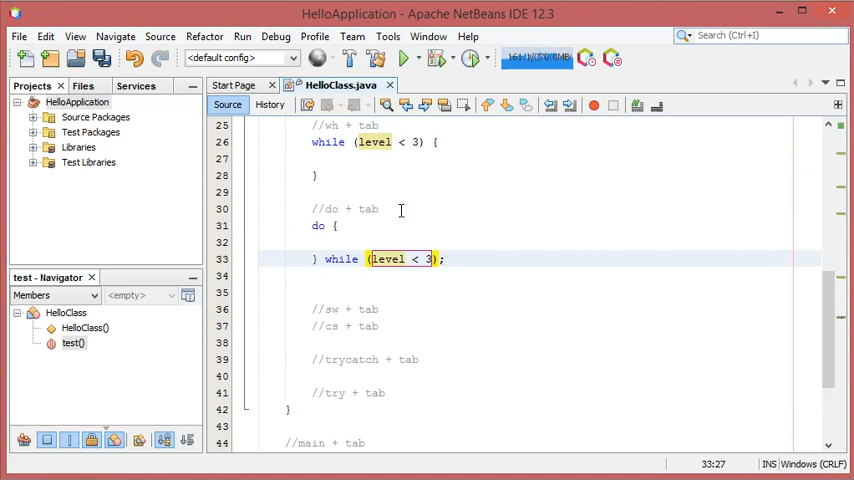 HelloApplication - Apache NetBeans IDE 12.3
File Edit View Navigate Source Refactor Run Debug Profile Team Tools Window Help
Search (Ctrl+I)
<default config>
Projects Files Services
Start Page HelloClass.java
Source History
HelloApplication
Source Packages
Test Packages
Libraries
Test Libraries
test - Navigator
Members <empty>
HelloClass
HelloClass()
test()
25 //wh + tab
26 while (level < 3) {
27
28 }
29
30 //do + tab
31 do {
32
33 } while (level < 3);
34
35
36 //sw + tab
37 //cs + tab
38
39 //trycatch + tab
40
41 //try + tab
42 }
43
44 //main + tab
33:27 INS Windows (CRLF)